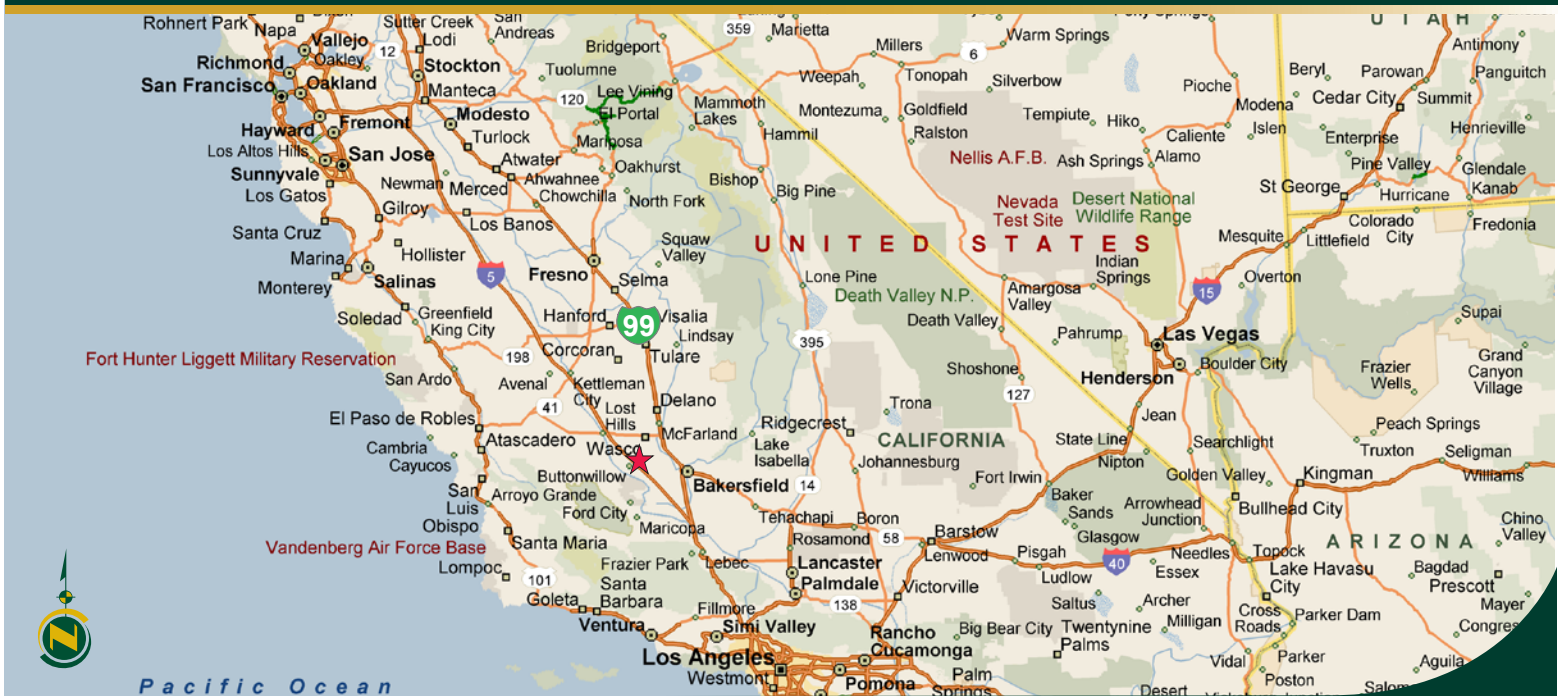 Rohnert Park
Napa
Sutter Creek
San
Andreas
Vallejo
Oakley
Lodi
12
Richmond
Stockton
San Francisco
Oakland
Manteca
Hayward
Fremont
Modesto
Turlock
Los Altos Hills
San Jose
Atwater
Sunnyvale
Los Gatos
Newman
Merced
Ahwahnee
Chowchilla
Gilroy
Los Banos
Santa Cruz
Hollister
Marina
Monterey
Salinas
5
Fresno
Selma
Soledad
Greenfield
King City
Hanford
99
Visalia
Lindsay
Tulare
Corcoran
198
Fort Hunter Liggett Military Reservation
San Ardo
Avenal
Kettleman
City
41
Lost
Hills
Delano
McFarland
Wasco
El Paso de Robles
Atascadero
Cambria
Cayucos
Buttonwillow
Bakersfield
San
Luis
Obispo
Arroyo Grande
Ford City
Maricopa
Vandenberg Air Force Base
Lompoc
Santa Maria
101
Frazier Park
Lebec
Santa
Barbara
Goleta
Ventura
Fillmore
Simi Valley
Los Angeles
Westmont
Pacific Ocean
N
Bridgeport
Tuolumne
120
Lee Vining
El Portal
Mariposa
Mammoth
Lakes
Oakhurst
North Fork
Squaw
Valley
Bishop
Hammil
Big Pine
359
Marietta
Millers
6
Warm Springs
Weepah
Tonopah
Silverbow
Montezuma
Goldfield
Ralston
Tempiute
Hiko
Nellis A.F.B.
Ash Springs
Alamo
Caliente
Pioche
Modena
Islen
Nevada
Test Site
Desert National
Wildlife Range
UNITED STATES
Indian
Springs
Lone Pine
Death Valley N.P.
Death Valley
Amargosa
Valley
Pahrump
395
Shoshone
127
Trona
Ridgecrest
Lake
Isabella
Johannesburg
CALIFORNIA
14
Fort Irwin
Tehachapi
Boron
Rosamond
58
Barstow
Lenwood
Lancaster
Palmdale
Victorville
138
Rancho
Cucamonga
Pomona
Big Bear City
Palm
Springs
Twentynine
Palms
Desert
Pisgah
Ludlow
40
Saltus
Archer
Milligan
Essex
Needles
Baker
Sands
Glasgow
Arrowhead
Junction
State Line
Nipton
Jean
Searchlight
Henderson
Las Vegas
Boulder City
15
Overton
Mesquite
Littlefield
UTAH
Antimony
Beryl
Parowan
Panguitch
Cedar City
Summit
Enterprise
Henrieville
Pine Valley
Glendale
St George
Hurricane
Kanab
Colorado
City
Fredonia
Supai
Grand
Canyon
Village
Frazier
Wells
Peach Springs
Truxton
Seligman
Golden Valley
Kingman
Williams
Bullhead City
Chino
Valley
ARIZONA
Topock
Lake Havasu
City
Bagdad
Prescott
Mayer
Cross
Roads
Parker Dam
Congres
Vidal
Parker
Poston
Aguila
Salom